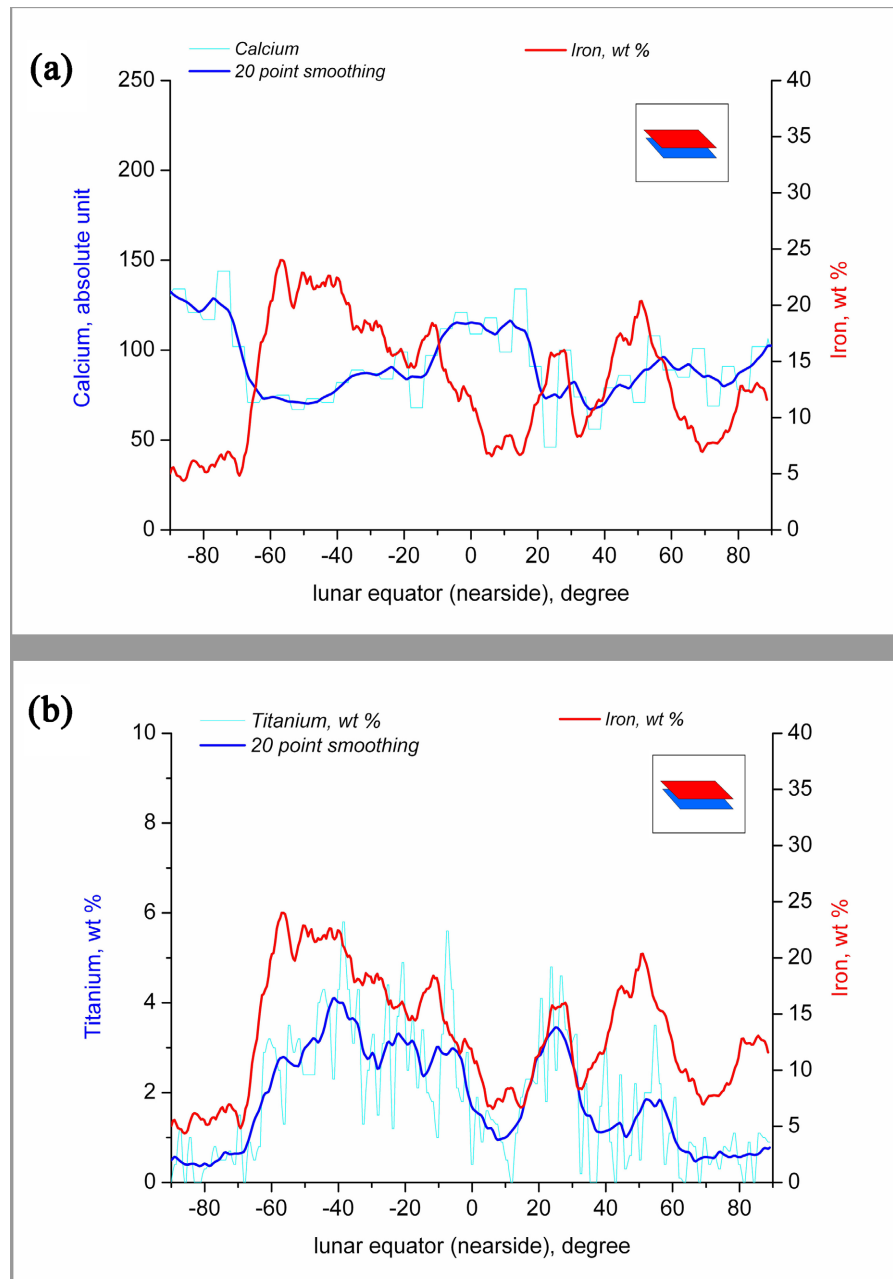 (a)
Calcium
20 point smoothing
Iron, wt %
250
200
150
100
50
0
Calcium, absolute unit
40
35
30
25
20
15
10
5
0
Iron, wt %
-80 -60 -40 -20 0 20 40 60 80
lunar equator (nearside), degree
(b)
Titanium, wt %
20 point smoothing
Iron, wt %
10
8
6
4
2
0
Titanium, wt %
40
35
30
25
20
15
10
5
0
Iron, wt %
-80 -60 -40 -20 0 20 40 60 80
lunar equator (nearside), degree